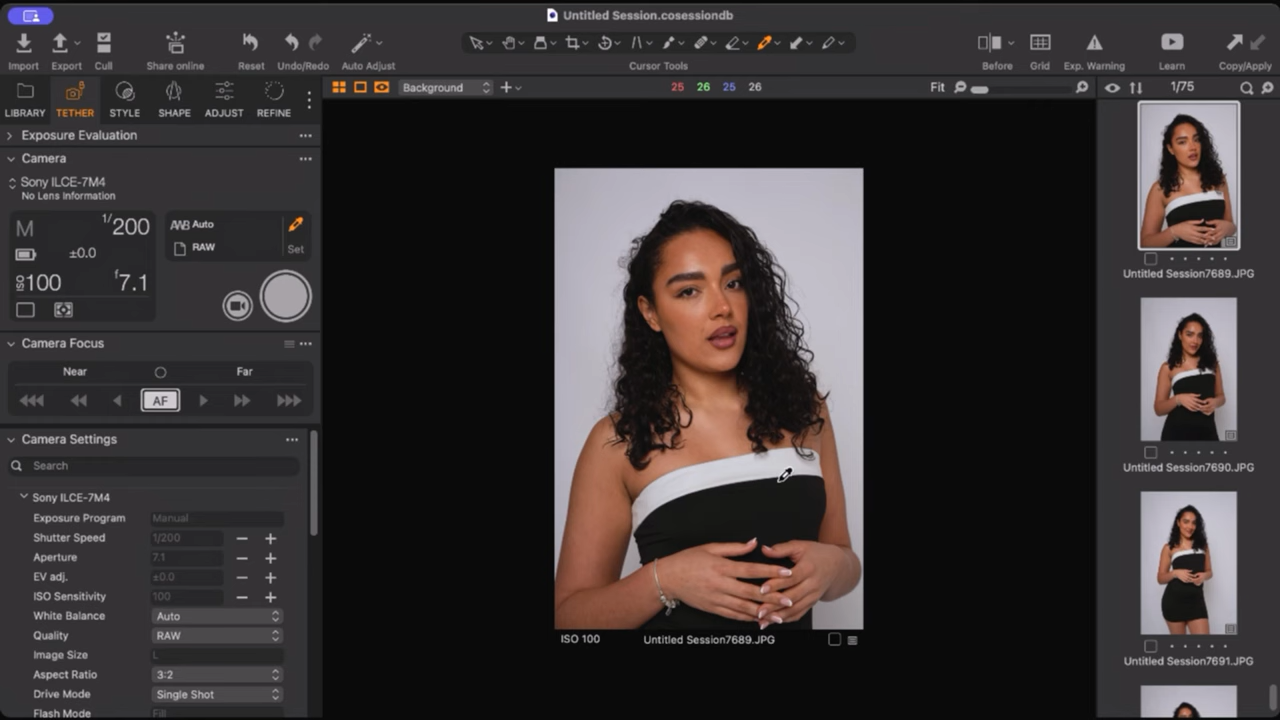 Untitled Session.cosessiondb
Import
Export
Cull
Share online
Reset
Undo/Redo
Auto Adjust
Cursor Tools
Before
Grid
Exp. Warning
Learn
Copy/Apply
LIBRARY
TETHER
STYLE
SHAPE
ADJUST
REFINE
Background
25 26 25 26
Fit
1/75
Exposure Evaluation
Camera
Sony ILCE-7M4
No Lens Information
M 1/200
±0.0
ISO 100 f7.1
AWB Auto
RAW
Set
Camera Focus
Near Far
AF
Camera Settings
Search
Sony ILCE-7M4
Exposure Program Manual
Shutter Speed 1/200
Aperture 7.1
EV adj. ±0.0
ISO Sensitivity 100
White Balance Auto
Quality RAW
Image Size L
Aspect Ratio 3:2
Drive Mode Single Shot
Flash Mode Fill
ISO 100 Untitled Session7689.JPG
Untitled Session7689.JPG
Untitled Session7690.JPG
Untitled Session7691.JPG